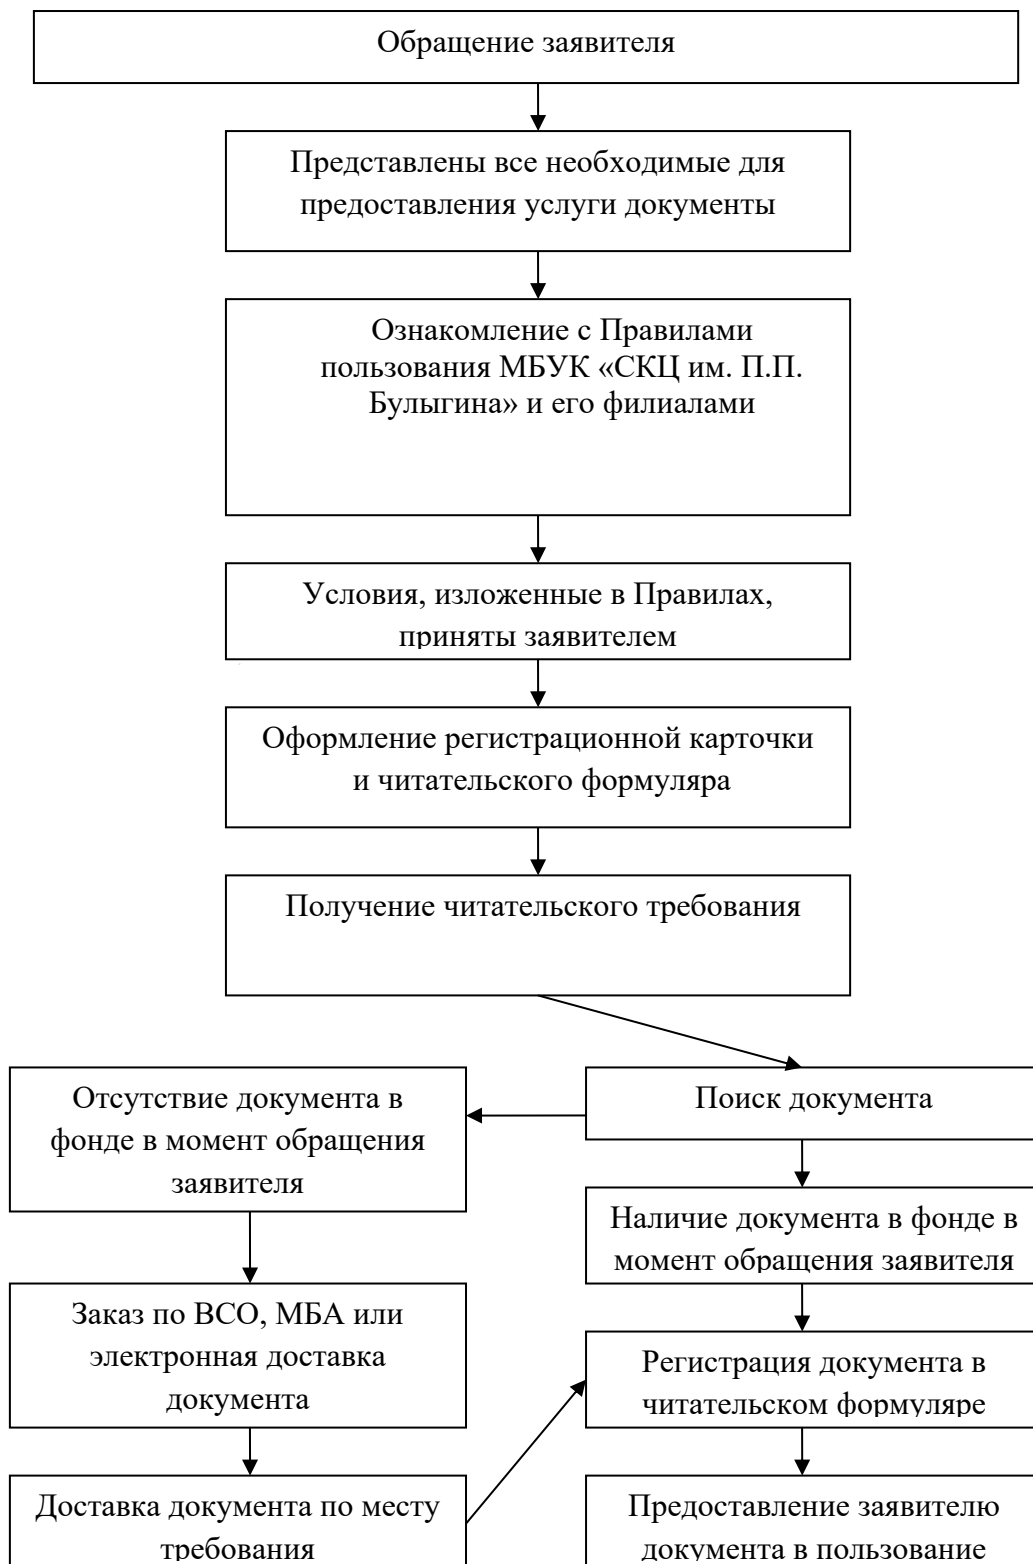 Обращение заявителя
Представлены все необходимые для
предоставления услуги документы
Ознакомление с Правилами
пользования МБУК «СКЦ им. П.П.
Булыгина» и его филиалами
Условия, изложенные в Правилах,
приняты заявителем
Оформление регистрационной карточки
и читательского формуляра
Получение читательского требования
Поиск документа
Отсутствие документа в
фонде в момент обращения
заявителя
Наличие документа в фонде в
момент обращения заявителя
Заказ по ВСО, МБА или
электронная доставка
документа
Регистрация документа в
читательском формуляре
Доставка документа по месту
требования
Предоставление заявителю
документа в пользование